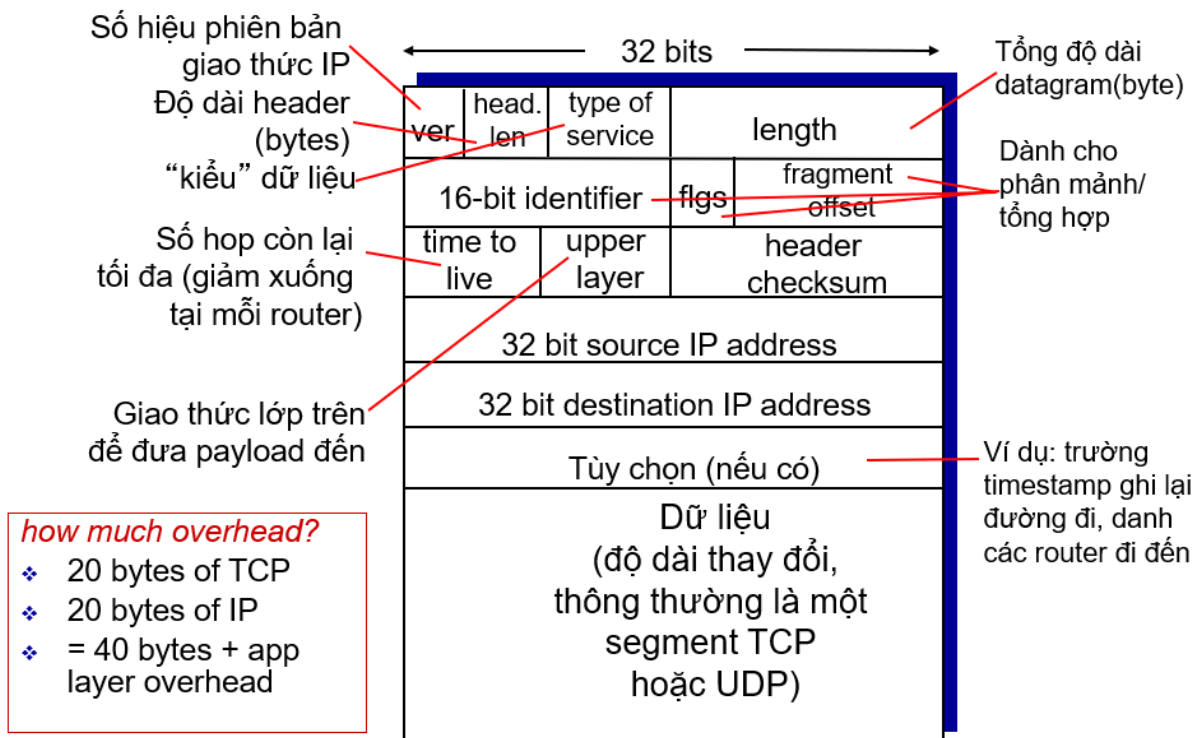 Số hiệu phiên bản
giao thức IP
Độ dài header
(bytes)
“kiểu” dữ liệu
Số hop còn lại
tối đa (giảm xuống
tại mỗi router)
Giao thức lớp trên
để đưa payload đến
how much overhead?
❖ 20 bytes of TCP
❖ 20 bytes of IP
❖ = 40 bytes + app
layer overhead
32 bits
ver
head.
len
type of
service
length
16-bit identifier
flgs
fragment
offset
time to
live
upper
layer
header
checksum
32 bit source IP address
32 bit destination IP address
Tùy chọn (nếu có)
Dữ liệu
(độ dài thay đổi,
thông thường là một
segment TCP
hoặc UDP)
Tổng độ dài
datagram(byte)
Dành cho
phân mảnh/
tổng hợp
Ví dụ: trường
timestamp ghi lại
đường đi, danh
các router đi đến